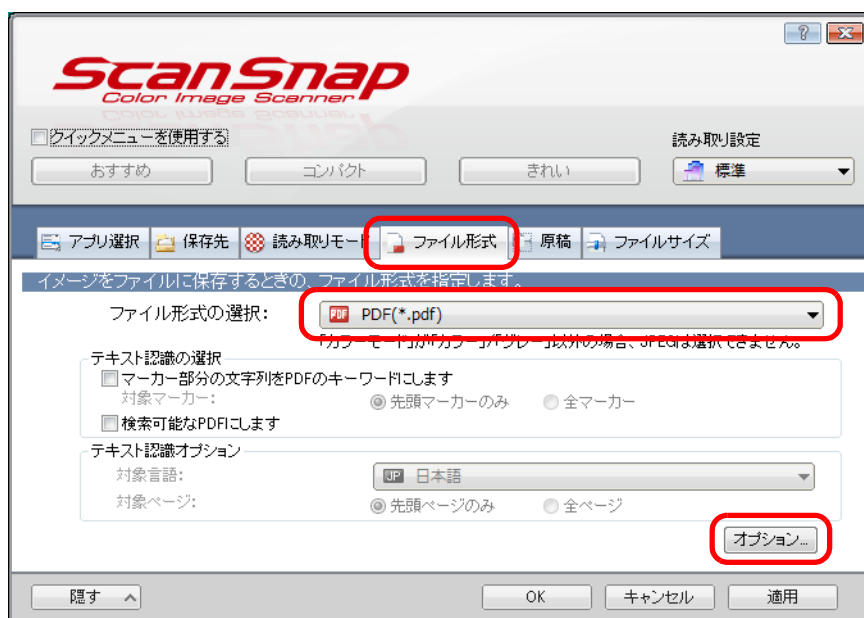 ScanSnap
Color Image Scanner
クイックメニューを使用する
読み取り設定
おすすめ コンパクト きれい 標準
アプリ選択 保存先 読み取りモード ファイル形式 原稿 ファイルサイズ
イメージをファイルに保存するときの、ファイル形式を指定します。
ファイル形式の選択: PDF PDF(*.pdf)
「カラーモード」が「カラー」/「グレー」以外の場合、JPEGは選択できません。
テキスト認識の選択
マーカー部分の文字列をPDFのキーワードにします
対象マーカー: 先頭マーカーのみ 全マーカー
検索可能なPDFにします
テキスト認識オプション
対象言語: JP 日本語
対象ページ: 先頭ページのみ 全ページ
オプション...
隠す OK キャンセル 適用